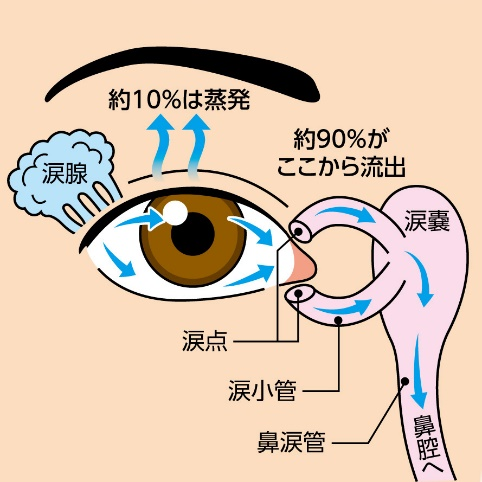 約10%は蒸発
約90%が
ここから流出
涙腺
涙嚢
涙点
涙小管
鼻涙管
鼻腔へ